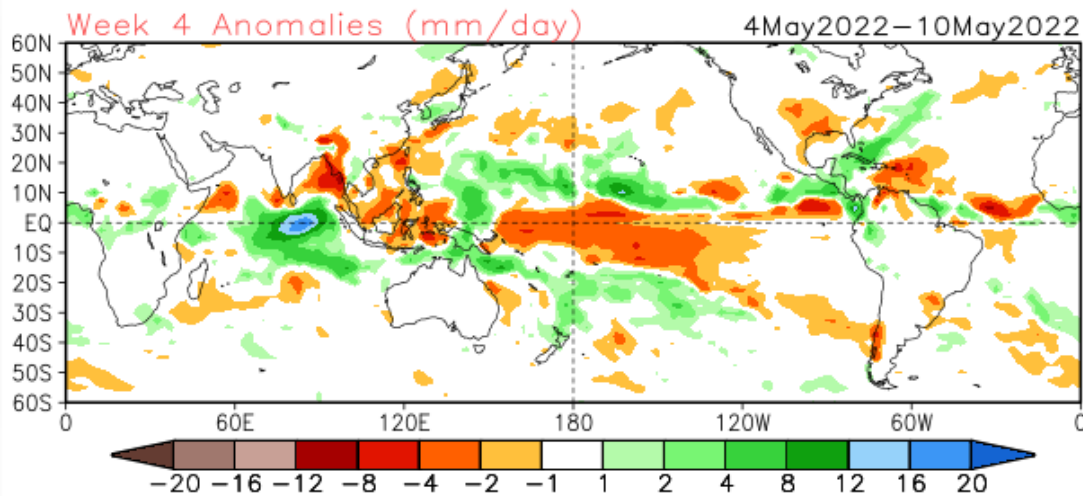 Week 4 Anomalies (mm/day) 4May2022−10May2022
60N
50N
40N
30N
20N
10N
EQ
10S
20S
30S
40S
50S
60S
0 60E 120E 180 120W 60W 0
−20 −16 −12 −8 −4 −2 −1 1 2 4 8 12 16 20